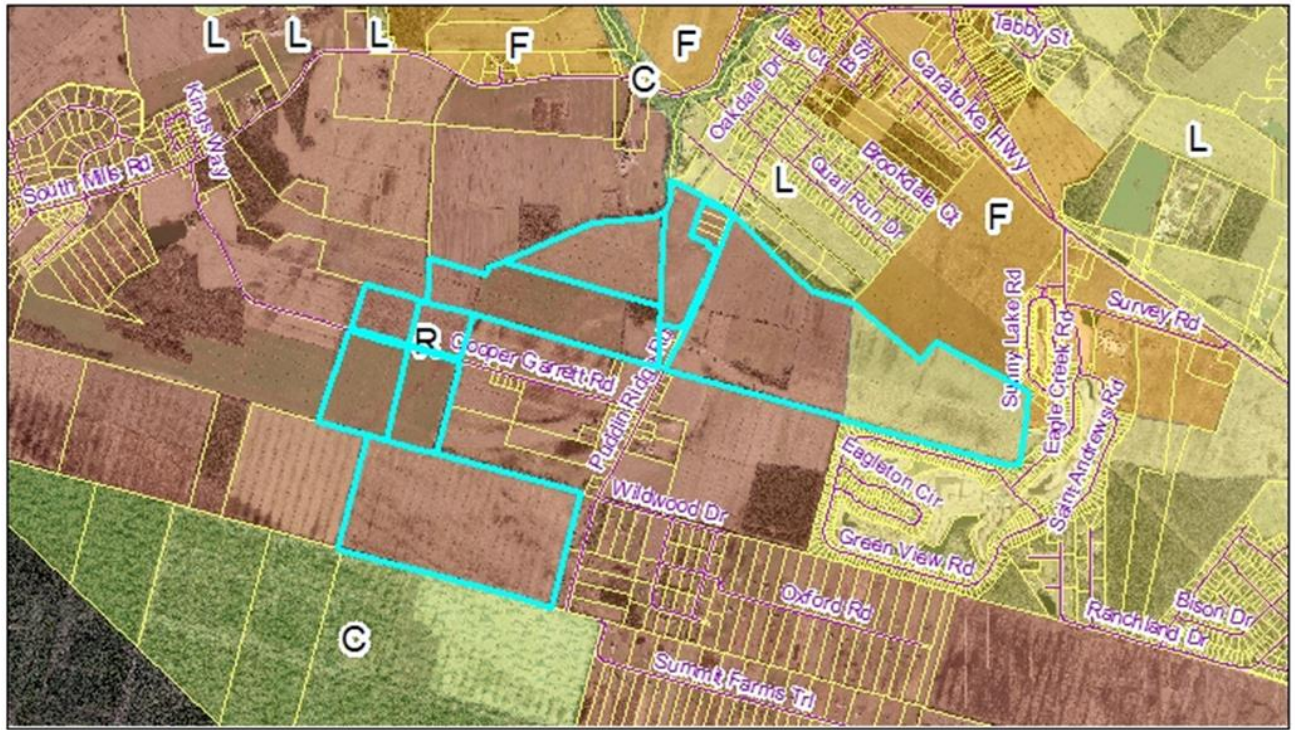 L
L
L
F
F
Tabby St
Jaa Ct
C
Caratoke Hwy
Oakdale Dr
Kings Way
L
South Mills Rd
L
Brookdale Ct
Quail Run Dr
F
Sunny Lake Rd
Survey Rd
Eagle Creek Rd
R
Cooper Garrett Rd
Puddin Ridge Rd
Saint Andrews Rd
Eagleton Cir
Wildwood Dr
Green View Rd
Oxford Rd
Bison Dr
Ranchland Dr
C
Summit Farms Trl